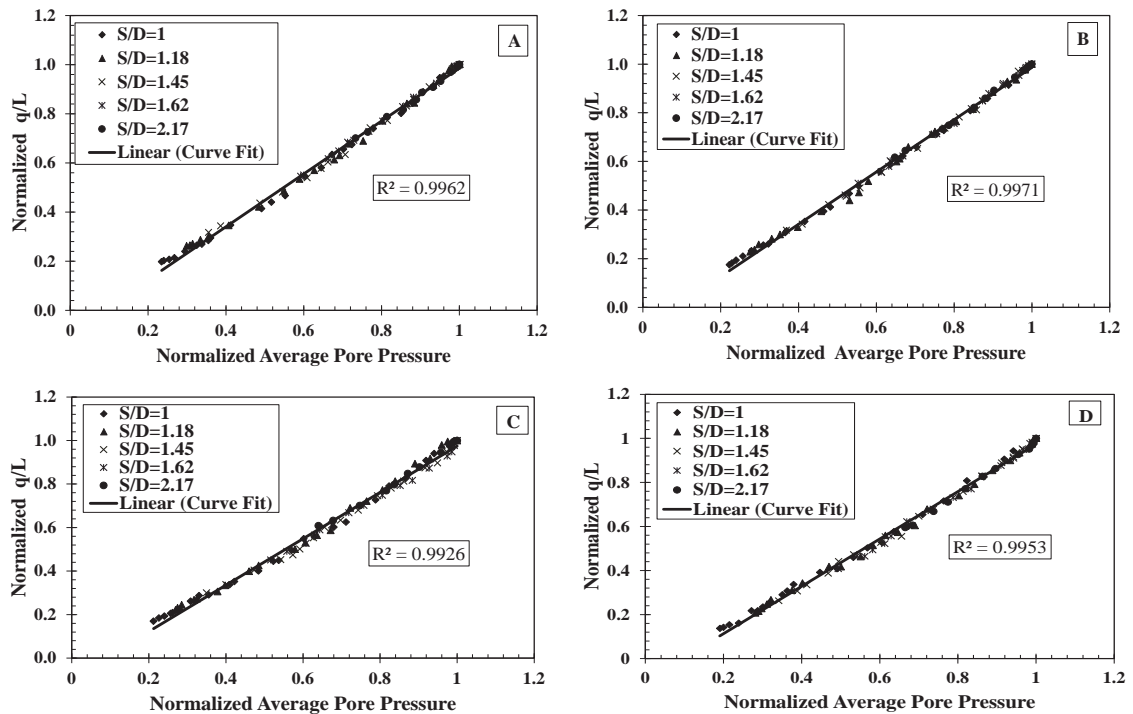 A
S/D=1
S/D=1.18
S/D=1.45
S/D=1.62
S/D=2.17
Linear (Curve Fit)
R² = 0.9962
Normalized q/L
1.2
1.0
0.8
0.6
0.4
0.2
0.0
0 0.2 0.4 0.6 0.8 1 1.2
Normalized Average Pore Pressure
B
S/D=1
S/D=1.18
S/D=1.45
S/D=1.62
S/D=2.17
Linear (Curve Fit)
R² = 0.9971
Normalized q/L
1.2
1.0
0.8
0.6
0.4
0.2
0.0
0 0.2 0.4 0.6 0.8 1 1.2
Normalized Avearge Pore Pressure
C
S/D=1
S/D=1.18
S/D=1.45
S/D=1.62
S/D=2.17
Linear (Curve Fit)
R² = 0.9926
Normalized q/L
1.2
1.0
0.8
0.6
0.4
0.2
0.0
0 0.2 0.4 0.6 0.8 1 1.2
Normalized Average Pore Pressure
D
S/D=1
S/D=1.18
S/D=1.45
S/D=1.62
S/D=2.17
Linear (Curve Fit)
R² = 0.9953
Normalized q/L
1.2
1.0
0.8
0.6
0.4
0.2
0
0 0.2 0.4 0.6 0.8 1 1.2
Normalized Average Pore Pressure